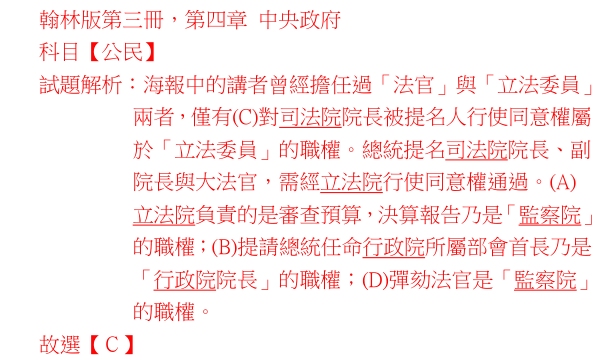 翰林版第三冊，第四章 中央政府
科目【公民】
試題解析：海報中的講者曾經擔任過「法官」與「立法委員」
兩者，僅有(C)對司法院院長被提名人行使同意權屬
於「立法委員」的職權。總統提名司法院院長、副
院長與大法官，需經立法院行使同意權通過。(A)
立法院負責的是審查預算，決算報告乃是「監察院」
的職權；(B)提請總統任命行政院所屬部會首長乃是
「行政院院長」的職權；(D)彈劾法官是「監察院」
的職權。
故選【 C 】